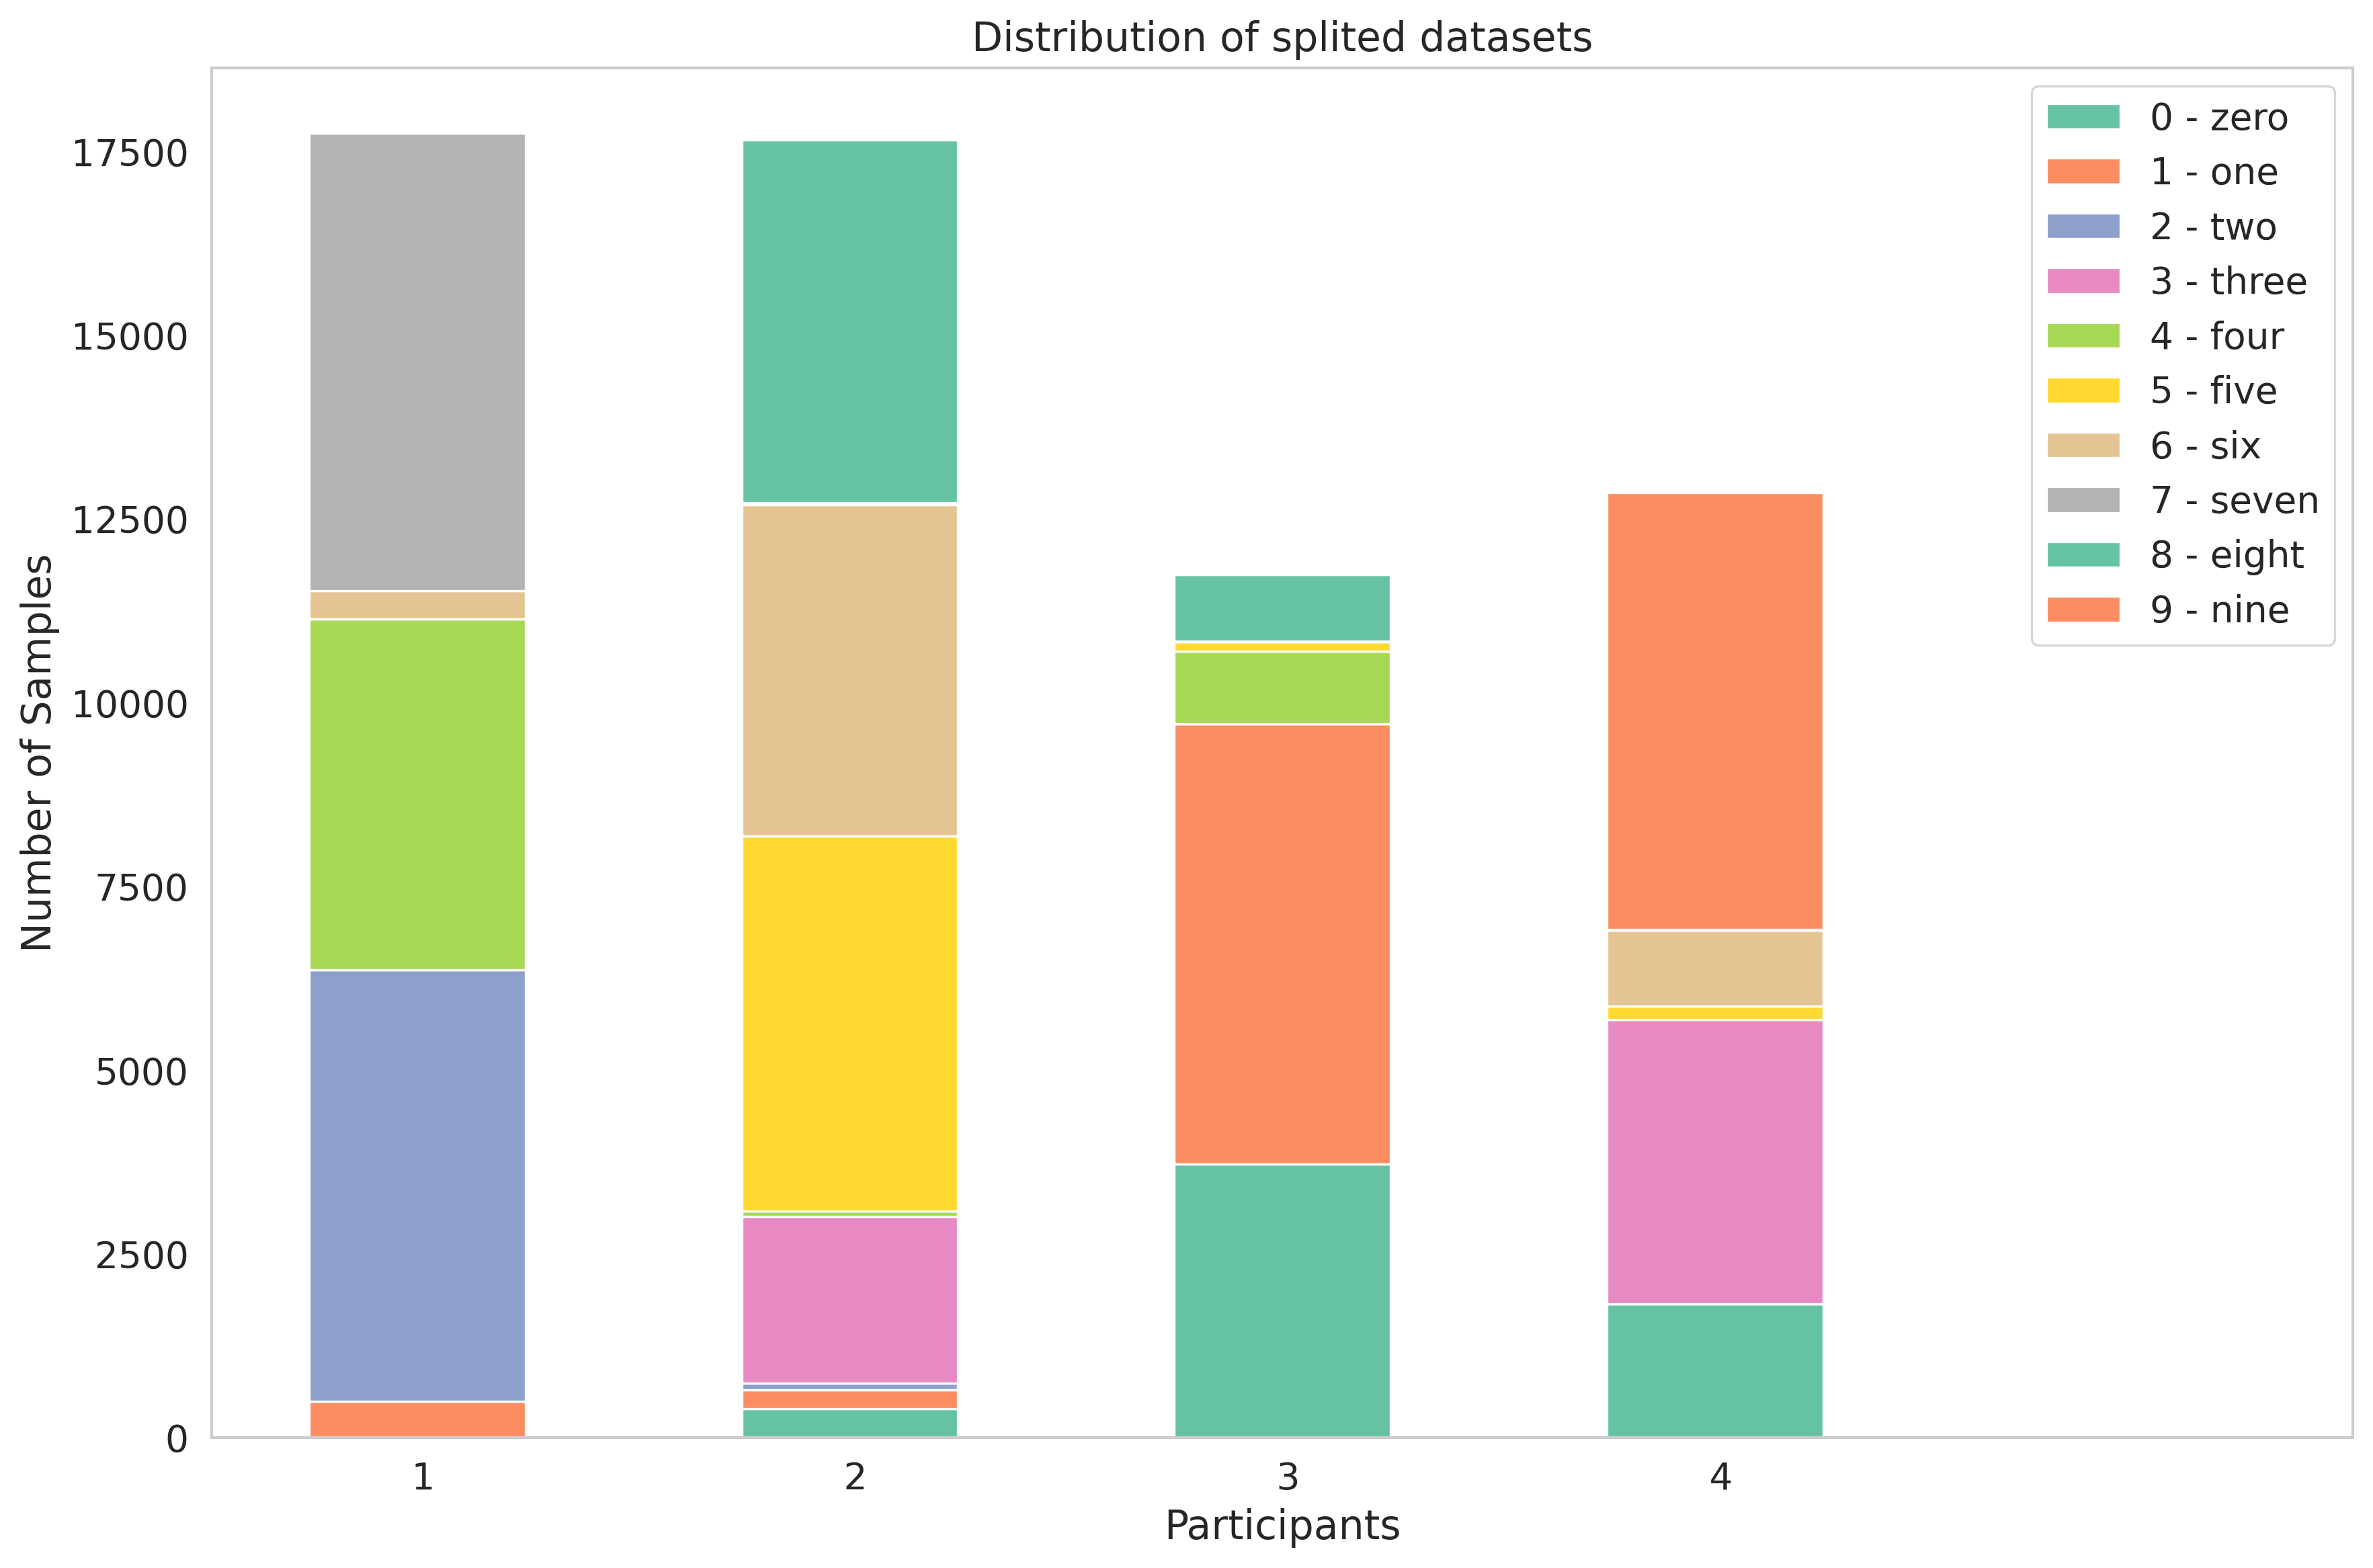 Distribution of splited datasets
Number of Samples
17500
15000
12500
10000
7500
5000
2500
0
1
2
3
4
Participants
0 - zero
1 - one
2 - two
3 - three
4 - four
5 - five
6 - six
7 - seven
8 - eight
9 - nine